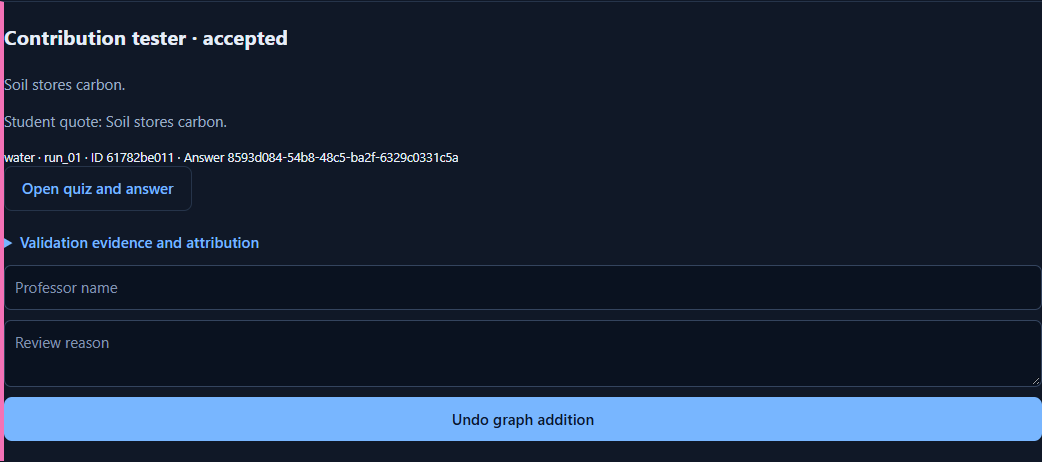 Contribution tester · accepted
Soil stores carbon.
Student quote: Soil stores carbon.
water · run_01 · ID 61782be011 · Answer 8593d084-54b8-48c5-ba2f-6329c0331c5a
Open quiz and answer
Validation evidence and attribution
Professor name
Review reason
Undo graph addition